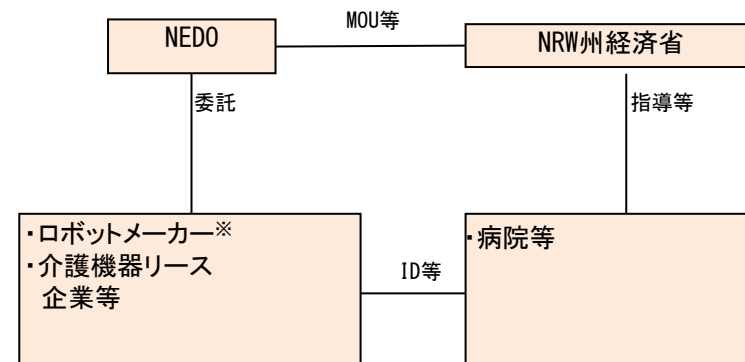 MOU等
NEDO
NRW州経済省
委託
指導等
・ロボットメーカー※
・介護機器リース
企業等
ID等
・病院等